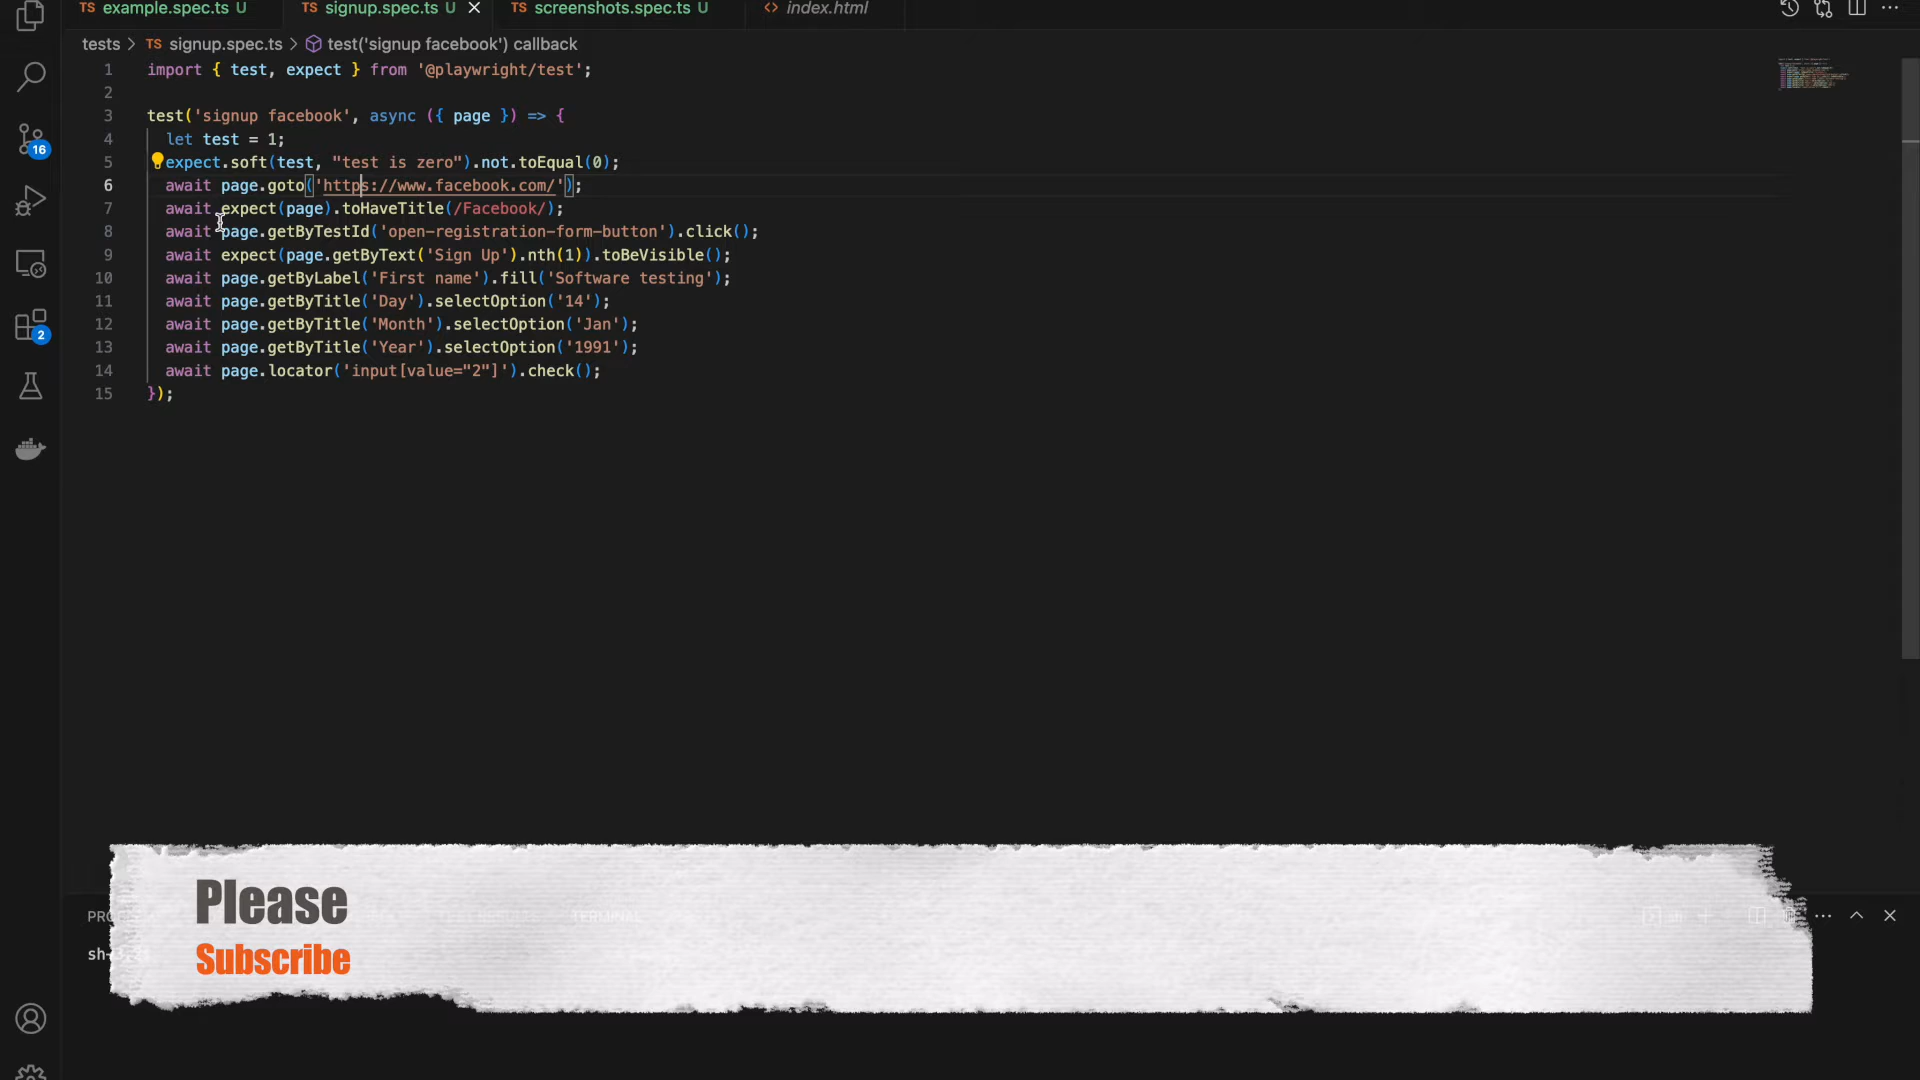 TS example.spec.ts U
TS signup.spec.ts U
TS screenshots.spec.ts U
<> index.html
tests > TS signup.spec.ts > test('signup facebook') callback
1 import { test, expect } from '@playwright/test';
2
3 test('signup facebook', async ({ page }) => {
4 let test = 1;
5 expect.soft(test, "test is zero").not.toEqual(0);
6 await page.goto('https://www.facebook.com/');
7 await expect(page).toHaveTitle(/Facebook/);
8 await page.getByTestId('open-registration-form-button').click();
9 await expect(page.getByText('Sign Up').nth(1)).toBeVisible();
10 await page.getByLabel('First name').fill('Software testing');
11 await page.getByTitle('Day').selectOption('14');
12 await page.getByTitle('Month').selectOption('Jan');
13 await page.getByTitle('Year').selectOption('1991');
14 await page.locator('input[value="2"]').check();
15 });
16
2
Please
Subscribe
TERMINAL
sh